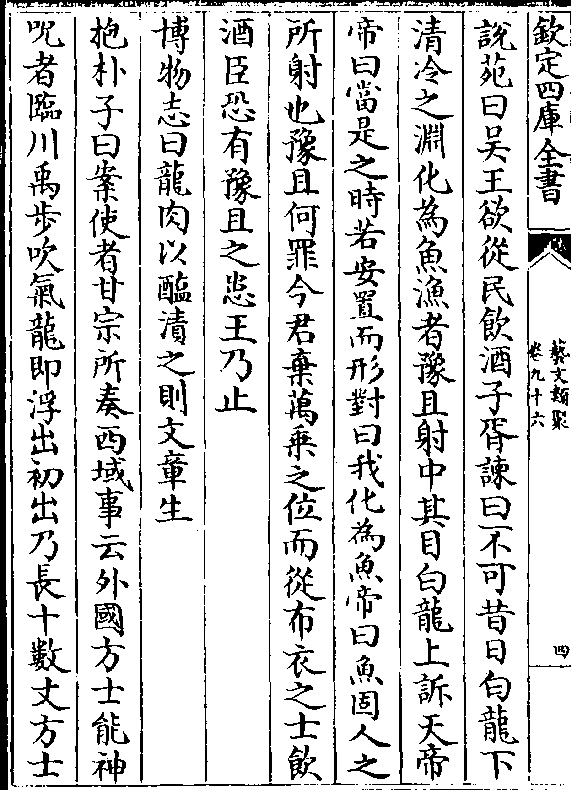 欽定四庫全書
藝文類聚
卷九十六
四
說苑曰吳王欲從民飲酒子胥諫曰不可昔日白龍下
清冷之淵化為魚漁者豫且射中其目白龍上訴天帝
帝曰當是之時若安置而形對曰我化為魚帝曰魚固人之
所射也豫且何罪今君棄萬乗之位而從布衣之士飲
酒臣恐有豫且之患王乃止
博物志曰龍肉以醢漬之則文章生
抱朴子曰案使者甘宗所奏西域事云外國方士能神
呪者臨川禹步吹氣龍即浮出初出乃長十數丈方士